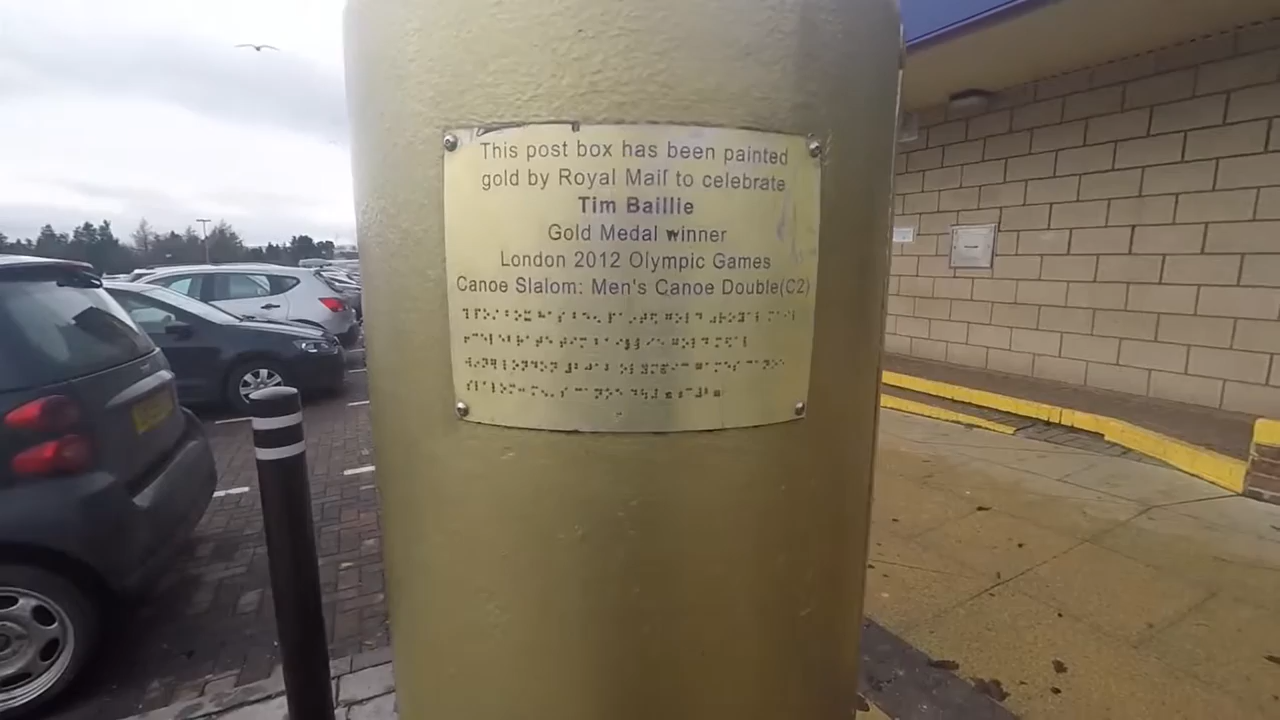 This post box has been painted
gold by Royal Mail to celebrate
Tim Baillie
Gold Medal winner
London 2012 Olympic Games
Canoe Slalom: Men's Canoe Double(C2)